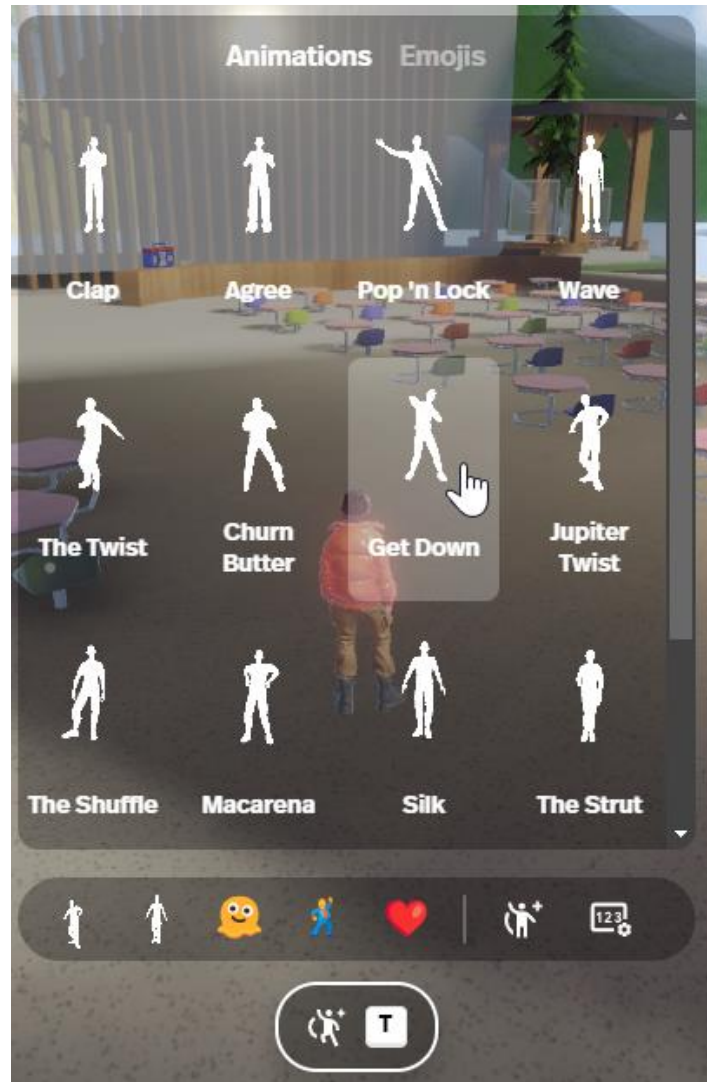 Animations Emojis
Clap Agree Pop 'n Lock Wave
The Twist Churn Butter Get Down Jupiter Twist
The Shuffle Macarena Silk The Strut
123
T